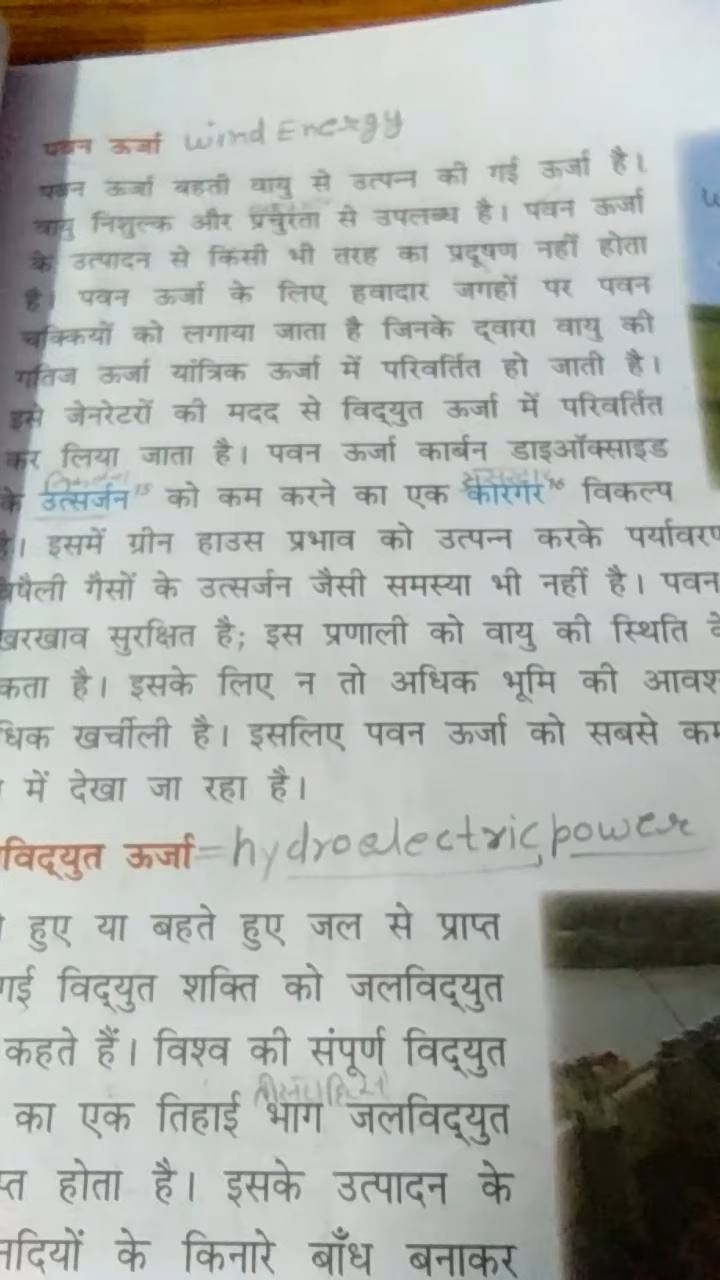 पवन ऊर्जा wind Energy
पवन ऊर्जा बहती वायु से उत्पन्न की गई ऊर्जा है।
वायु निशुल्क और प्रचुरता से उपलब्ध है। पवन ऊर्जा
के उत्पादन से किसी भी तरह का प्रदूषण नहीं होता
है। पवन ऊर्जा के लिए हवादार जगहों पर पवन
चक्कियों को लगाया जाता है जिनके द्वारा वायु की
गतिज ऊर्जा यांत्रिक ऊर्जा में परिवर्तित हो जाती है।
इसे जेनरेटरों की मदद से विद्युत ऊर्जा में परिवर्तित
कर लिया जाता है। पवन ऊर्जा कार्बन डाइऑक्साइड
के उत्सर्जन¹⁵ को कम करने का एक कारगर¹⁶ विकल्प
है। इसमें ग्रीन हाउस प्रभाव को उत्पन्न करके पर्यावरण
षैली गैसों के उत्सर्जन जैसी समस्या भी नहीं है। पवन
खरखाव सुरक्षित है; इस प्रणाली को वायु की स्थिति के
कता है। इसके लिए न तो अधिक भूमि की आवश
धिक खर्चीली है। इसलिए पवन ऊर्जा को सबसे कम
में देखा जा रहा है।
विद्युत ऊर्जा = hydroelectric power
हुए या बहते हुए जल से प्राप्त
गई विद्युत शक्ति को जलविद्युत
कहते हैं। विश्व की संपूर्ण विद्युत
का एक तिहाई भाग जलविद्युत
प्त होता है। इसके उत्पादन के
नदियों के किनारे बाँध बनाकर